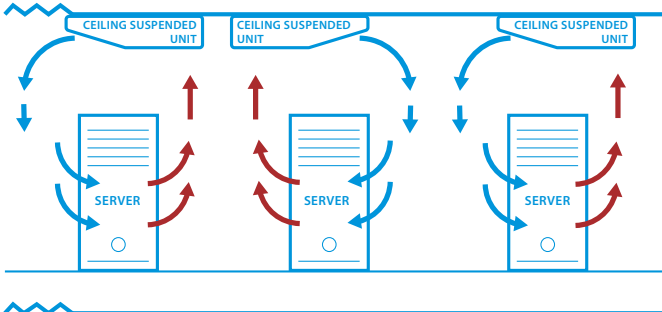 CEILING SUSPENDED
UNIT
CEILING SUSPENDED
UNIT
CEILING SUSPENDED
UNIT
SERVER
SERVER
SERVER